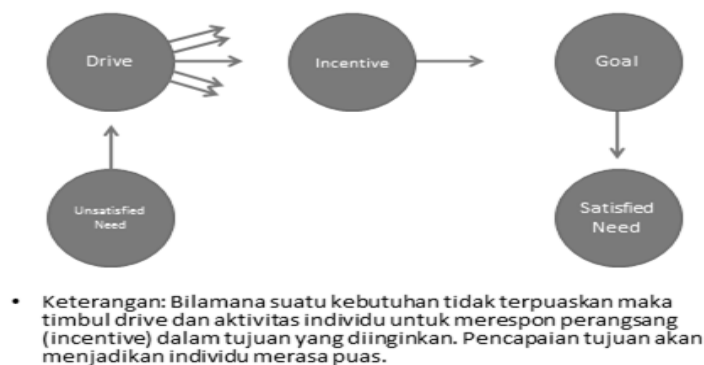 Drive
Incentive
Goal
Unsatisfied
Need
Satisfied
Need
• Keterangan: Bilamana suatu kebutuhan tidak terpuaskan maka
timbul drive dan aktivitas individu untuk merespon perangsang
(incentive) dalam tujuan yang diinginkan. Pencapaian tujuan akan
menjadikan individu merasa puas.